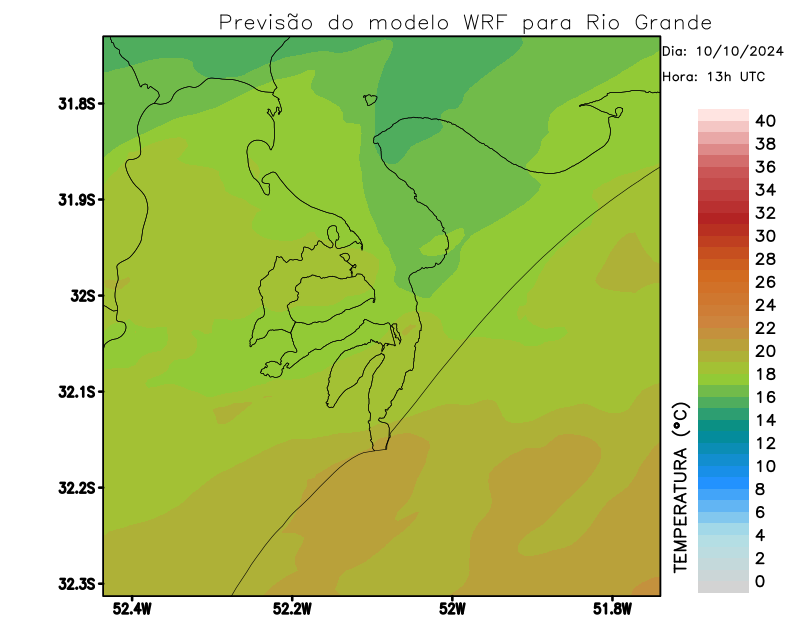 Previsão do modelo WRF para Rio Grande
Dia: 10/10/2024
Hora: 13h UTC
31.8S
31.9S
32S
32.1S
32.2S
32.3S
52.4W
52.2W
52W
51.8W
TEMPERATURA (°C)
40
38
36
34
32
30
28
26
24
22
20
18
16
14
12
10
8
6
4
2
0